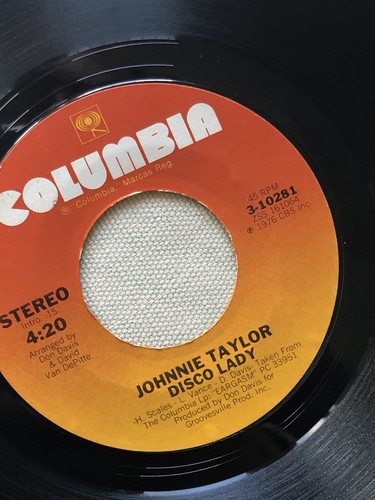 COLUMBIA
® "Columbia," Marcas Reg.
45 RPM
3-10281
ZSS 161064
℗ 1976 CBS Inc
STEREO
Intro. :15
4:20
Arranged by
Don Davis
& David
Van DePitte
JOHNNIE TAYLOR
DISCO LADY
-H. Scales - L. Vance - D. Davis- Taken From
The Columbia Lp: "EARGASM" PC 33951
Produced by Don Davis for
Groovesville Prod. Inc.